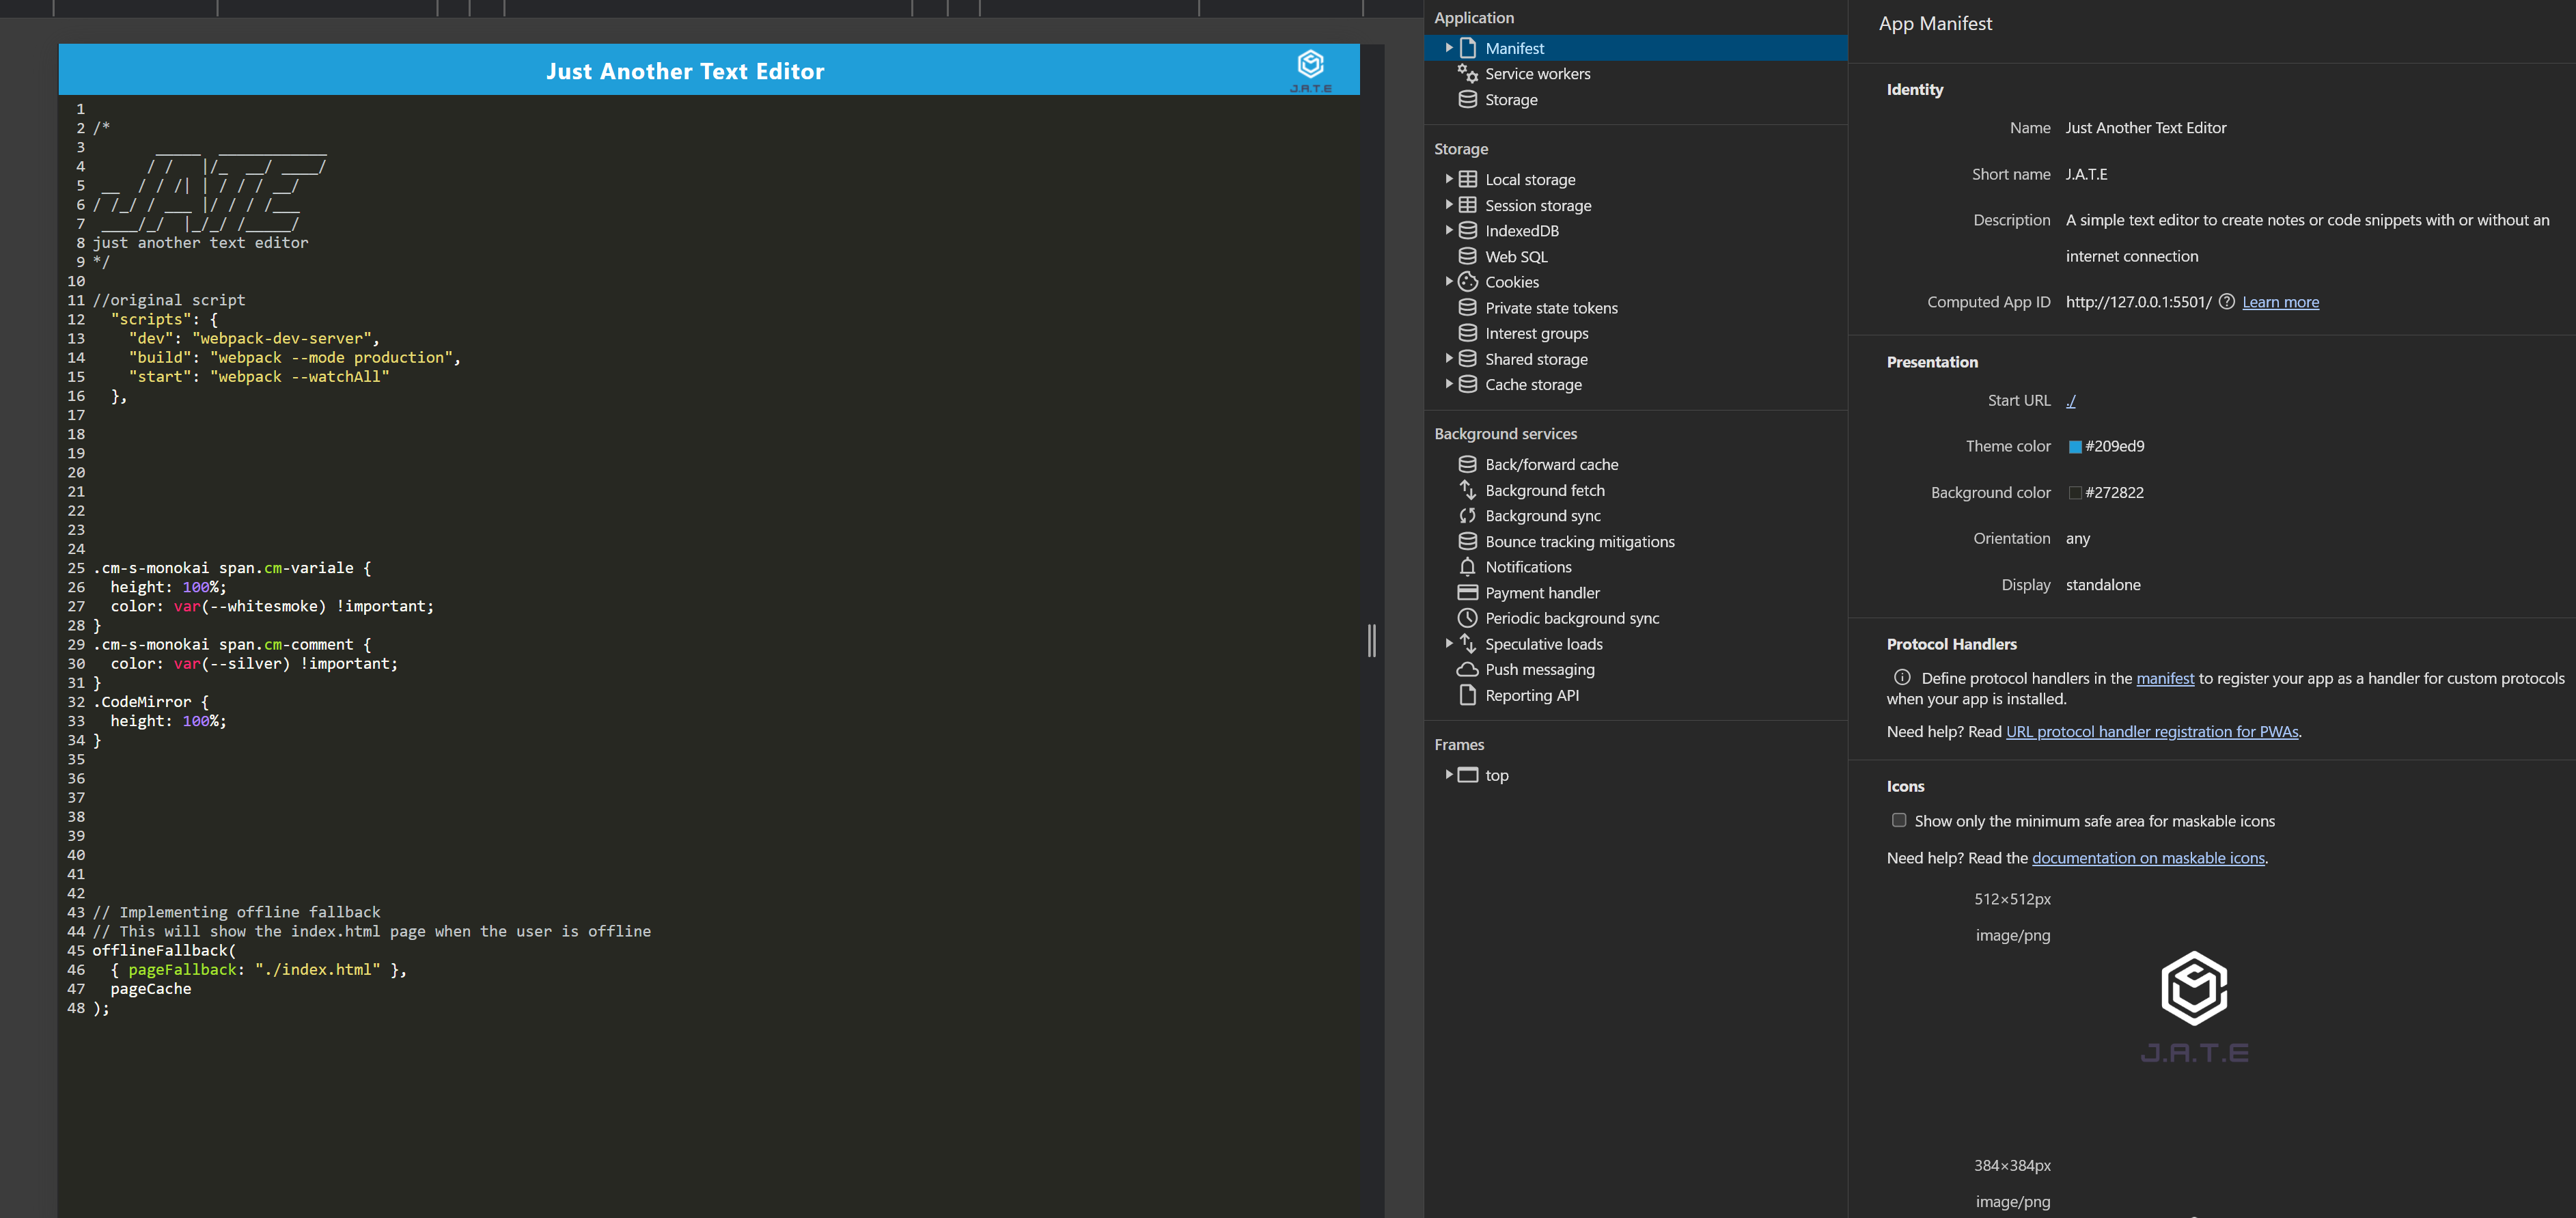 Just Another Text Editor
J.A.T.E
1
2 /*
3        _____  ____________
4       / /   |/_  __/ ____/
5  __  / / /| | / / / __/
6 / /_/ / ___ |/ / / /___
7  ____/_/  |_/_/ /_____/
8 just another text editor
9 */
10
11 //original script
12   "scripts": {
13     "dev": "webpack-dev-server",
14     "build": "webpack --mode production",
15     "start": "webpack --watchAll"
16   },
17
18
19
20
21
22
23
24
25 .cm-s-monokai span.cm-variale {
26   height: 100%;
27   color: var(--whitesmoke) !important;
28 }
29 .cm-s-monokai span.cm-comment {
30   color: var(--silver) !important;
31 }
32 .CodeMirror {
33   height: 100%;
34 }
35
36
37
38
39
40
41
42
43 // Implementing offline fallback
44 // This will show the index.html page when the user is offline
45 offlineFallback(
46   { pageFallback: "./index.html" },
47   pageCache
48 );
Application
Manifest
Service workers
Storage
Storage
Local storage
Session storage
IndexedDB
Web SQL
Cookies
Private state tokens
Interest groups
Shared storage
Cache storage
Background services
Back/forward cache
Background fetch
Background sync
Bounce tracking mitigations
Notifications
Payment handler
Periodic background sync
Speculative loads
Push messaging
Reporting API
Frames
top
App Manifest
Identity
Name Just Another Text Editor
Short name J.A.T.E
Description A simple text editor to create notes or code snippets with or without an
internet connection
Computed App ID http://127.0.0.1:5501/ Learn more
Presentation
Start URL ./
Theme color #209ed9
Background color #272822
Orientation any
Display standalone
Protocol Handlers
Define protocol handlers in the manifest to register your app as a handler for custom protocols
when your app is installed.
Need help? Read URL protocol handler registration for PWAs.
Icons
Show only the minimum safe area for maskable icons
Need help? Read the documentation on maskable icons.
512×512px
image/png
J.A.T.E
384×384px
image/png